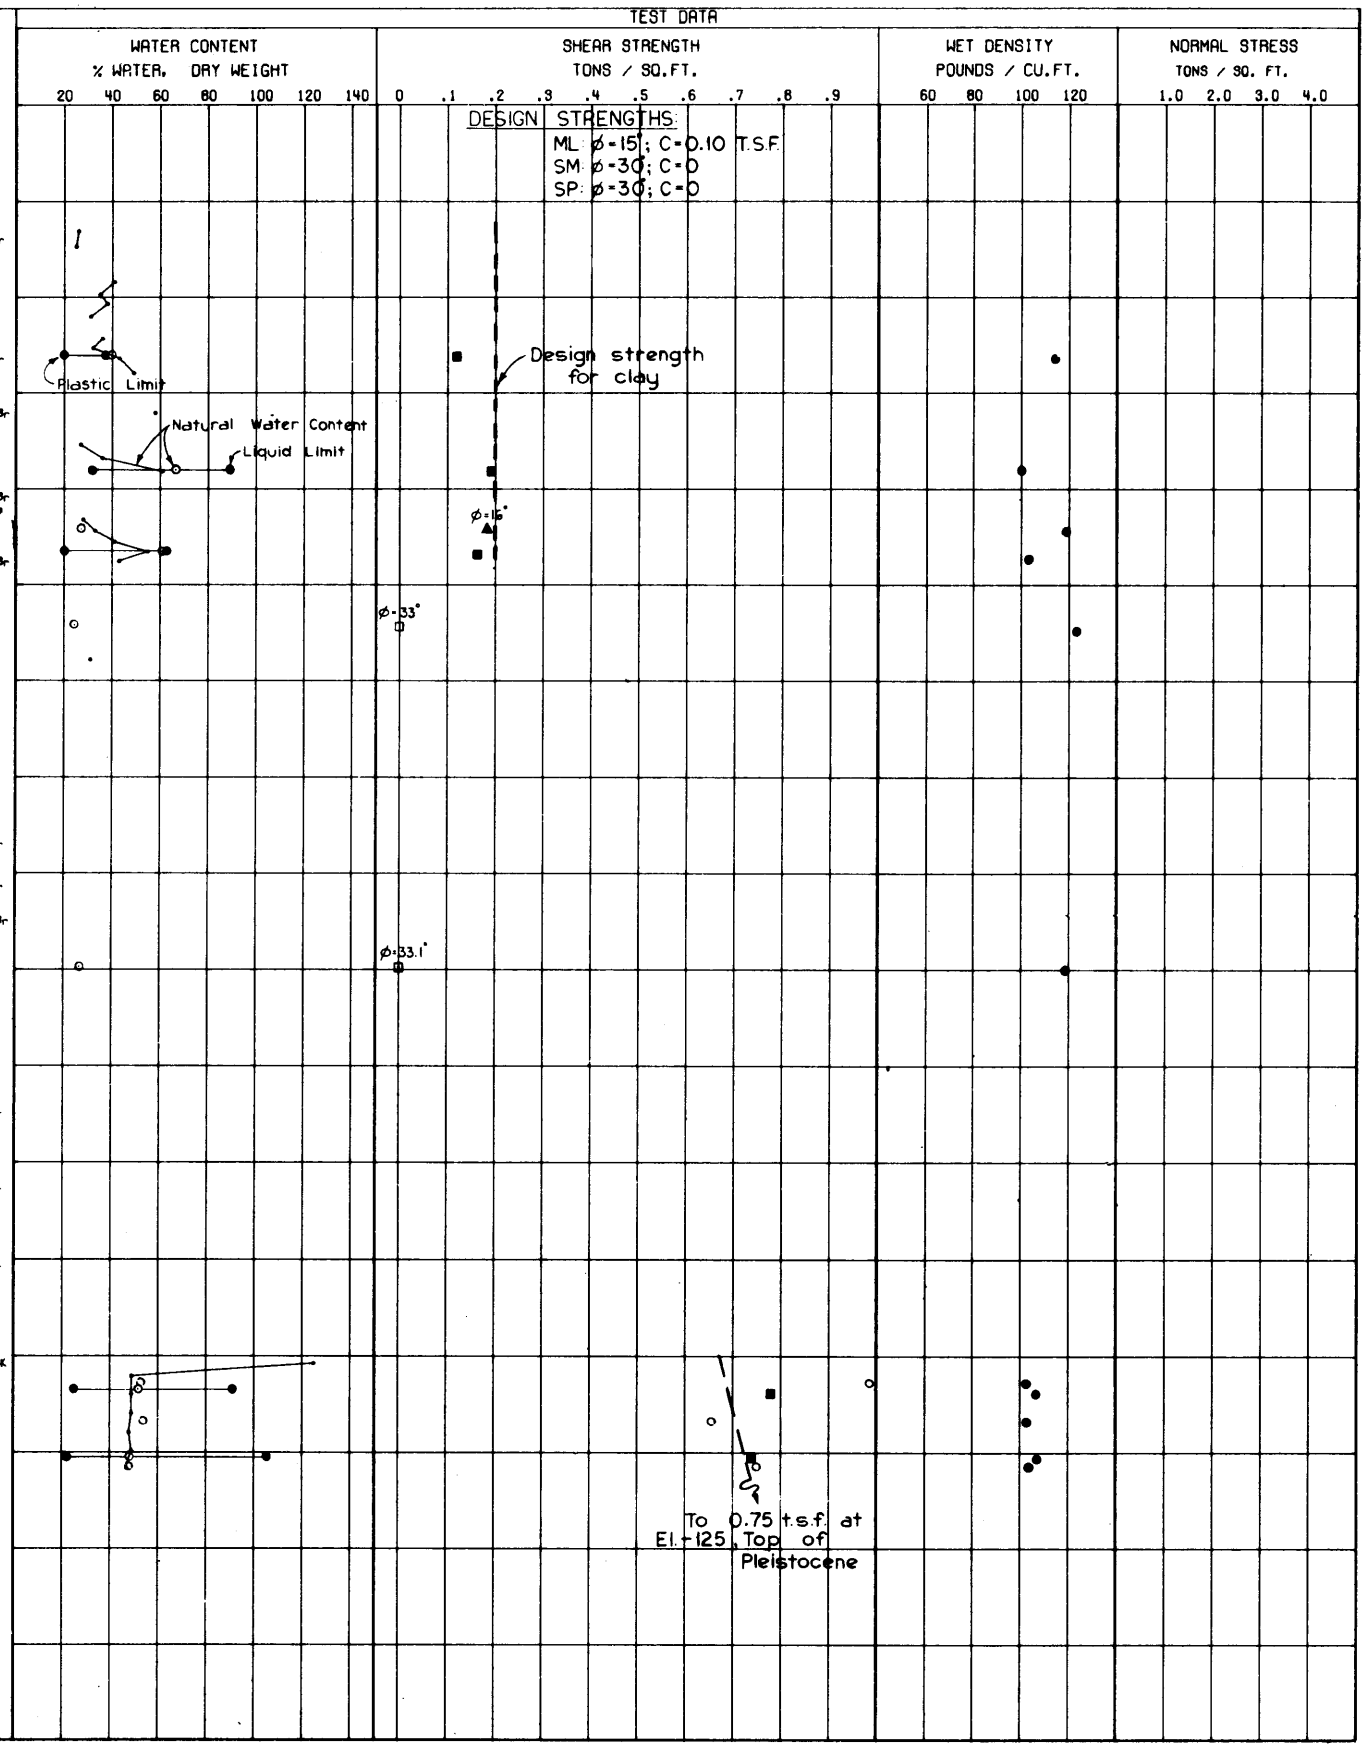 TEST DATA
WATER CONTENT
% WATER, DRY WEIGHT
20 40 60 80 100 120 140
SHEAR STRENGTH
TONS / SQ.FT.
0 .1 .2 .3 .4 .5 .6 .7 .8 .9
WET DENSITY
POUNDS / CU.FT.
60 80 100 120
NORMAL STRESS
TONS / SQ. FT.
1.0 2.0 3.0 4.0
DESIGN STRENGTHS:
ML: ϕ=15°; C=0.10 T.S.F.
SM: ϕ=30°; C=0
SP: ϕ=30°; C=0
Plastic Limit
Design strength
for clay
Natural Water Content
Liquid Limit
ϕ=16°
ϕ=33°
ϕ=33.1°
To 0.75 t.s.f. at
El.-125, Top of
Pleistocene